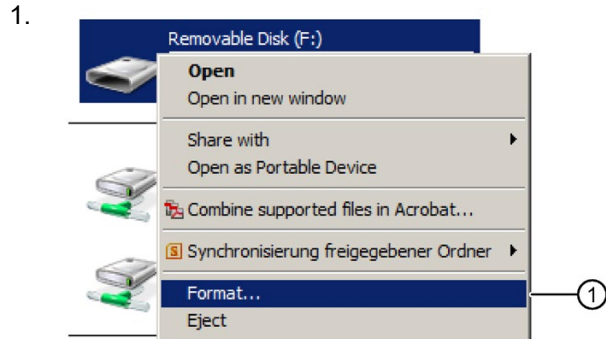 1.
Removable Disk (F:)
Open
Open in new window
Share with
Open as Portable Device
Combine supported files in Acrobat...
S Synchronisierung freigegebener Ordner
Format...
1
Eject